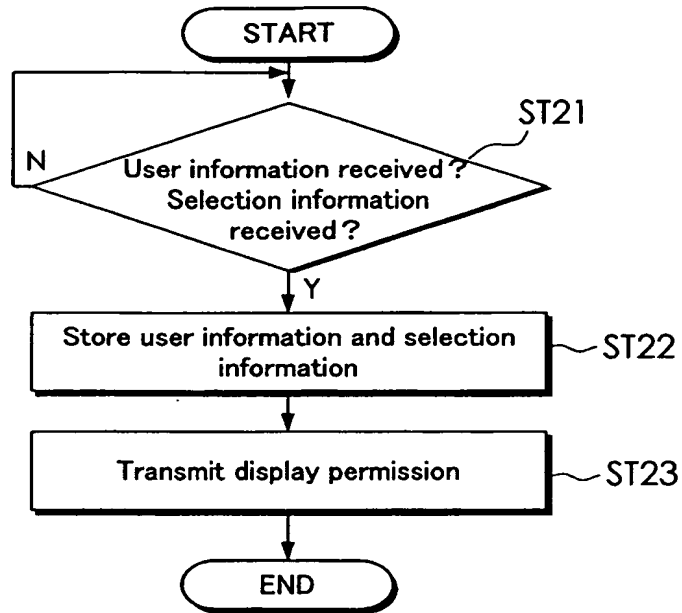 START
ST21
N
User information received?
Selection information
received?
Y
Store user information and selection
information
ST22
Transmit display permission
ST23
END